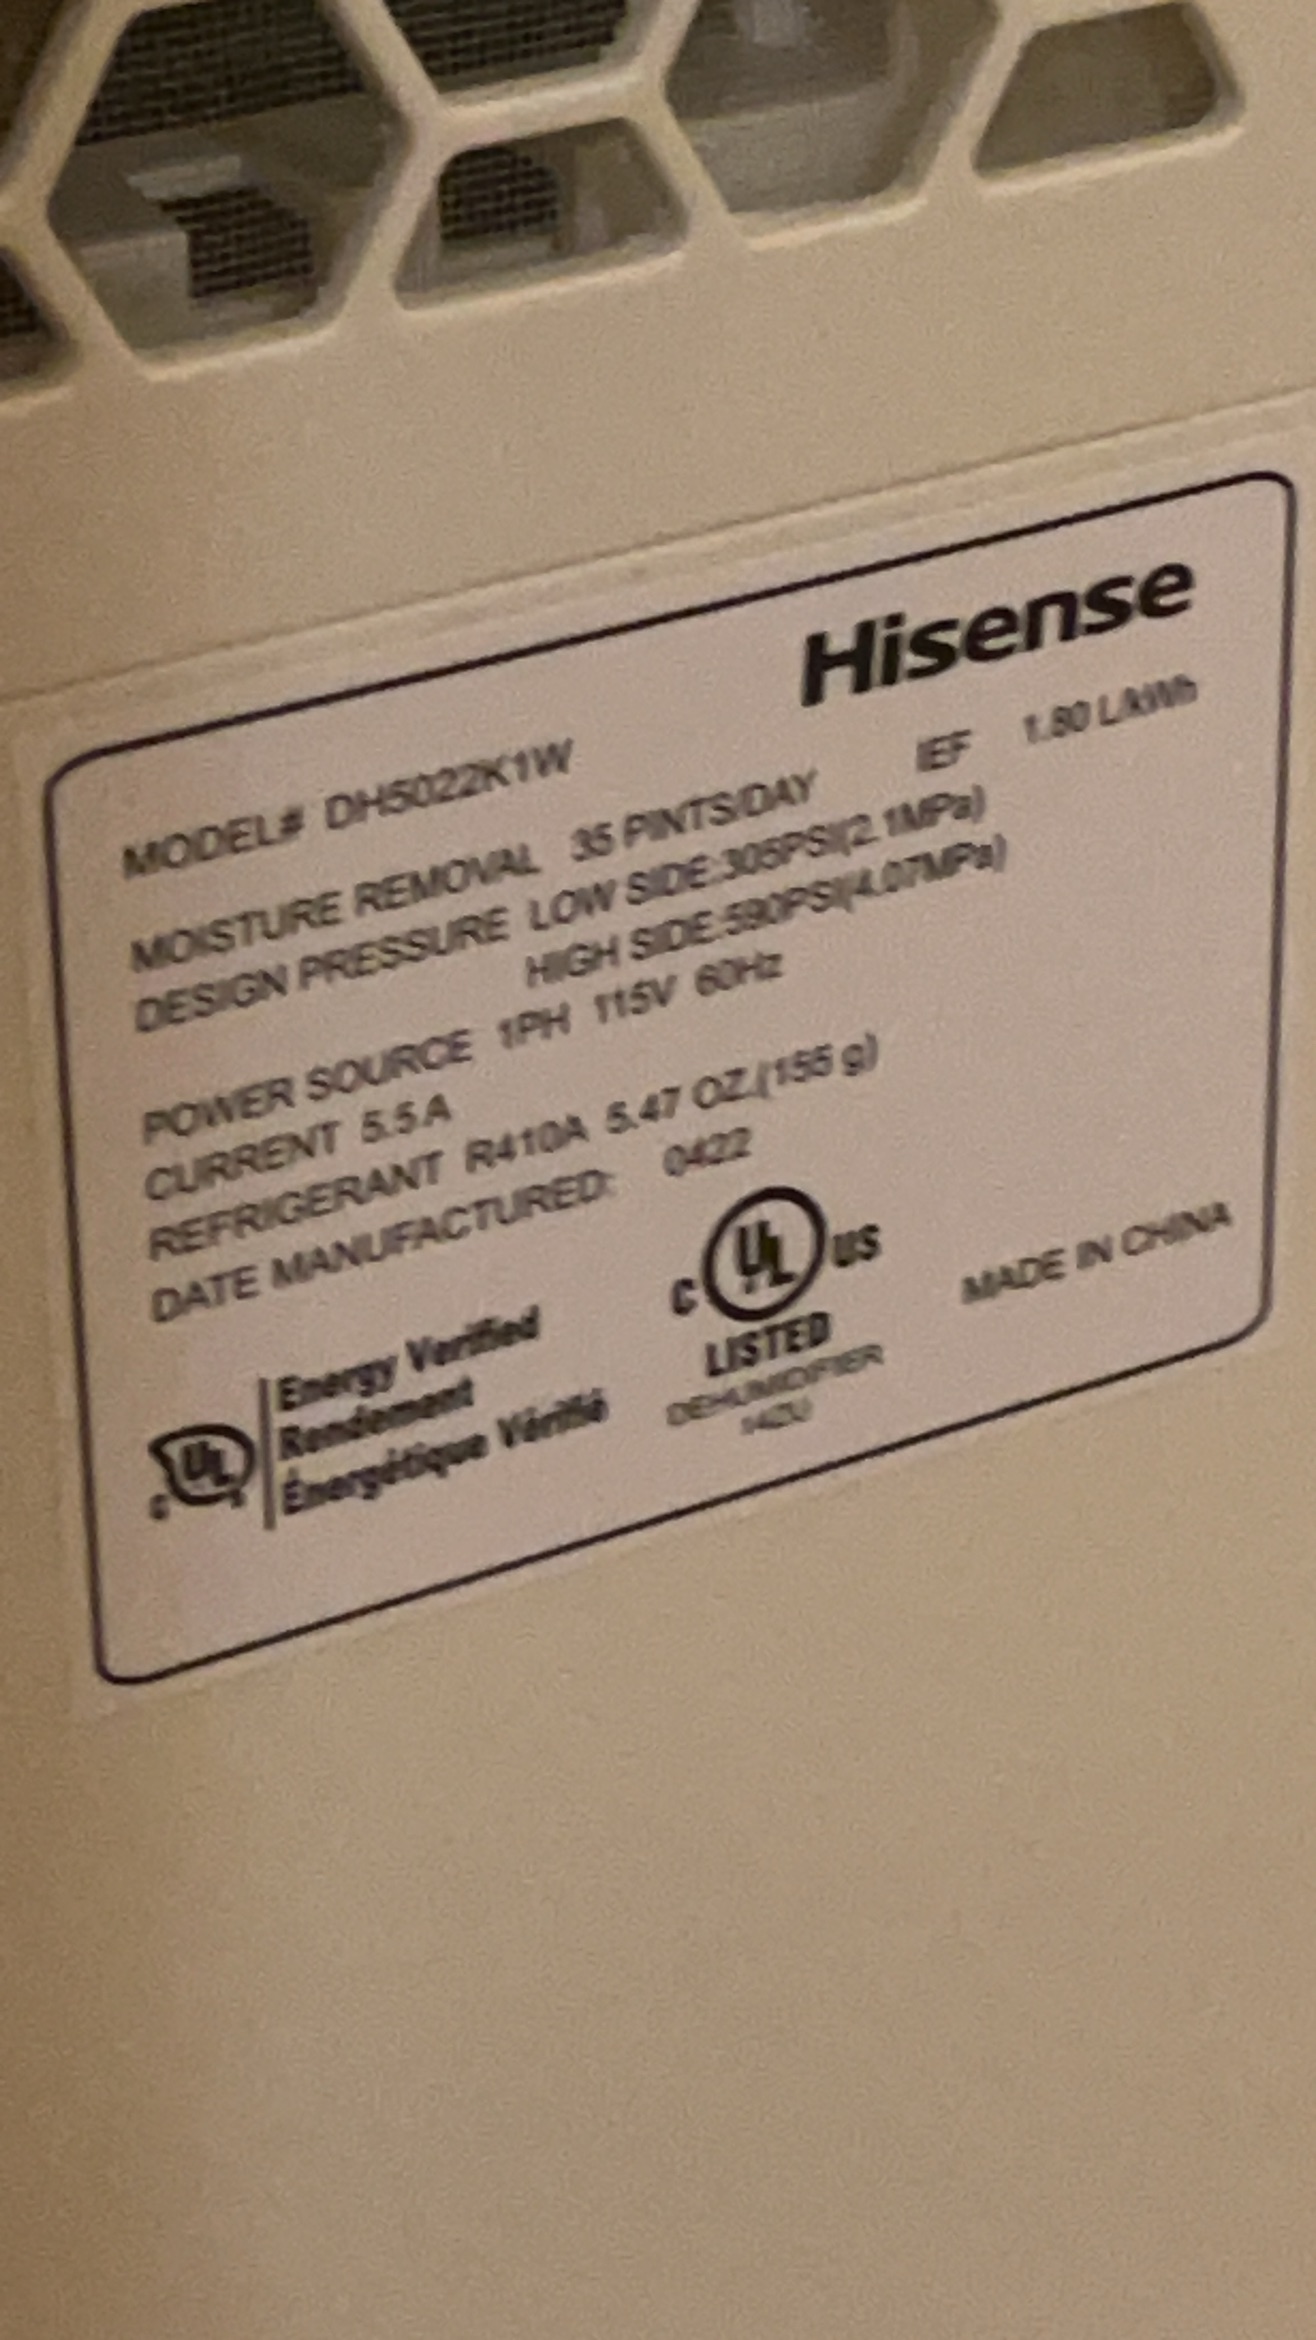 Hisense
MODEL# DH5022K1W
MOISTURE REMOVAL 35 PINTS/DAY IEF 1.80 L/kWh
DESIGN PRESSURE LOW SIDE:305PSI(2.1MPa)
HIGH SIDE:590PSI(4.07MPa)
POWER SOURCE 1PH 115V 60Hz
CURRENT 5.5 A
REFRIGERANT R410A 5.47 OZ.(155 g)
DATE MANUFACTURED: 0422
C UL US
LISTED
DEHUMIDIFIER
14ZU
MADE IN CHINA
UL
C
Energy Verified
Rendement
Énergétique Vérifié